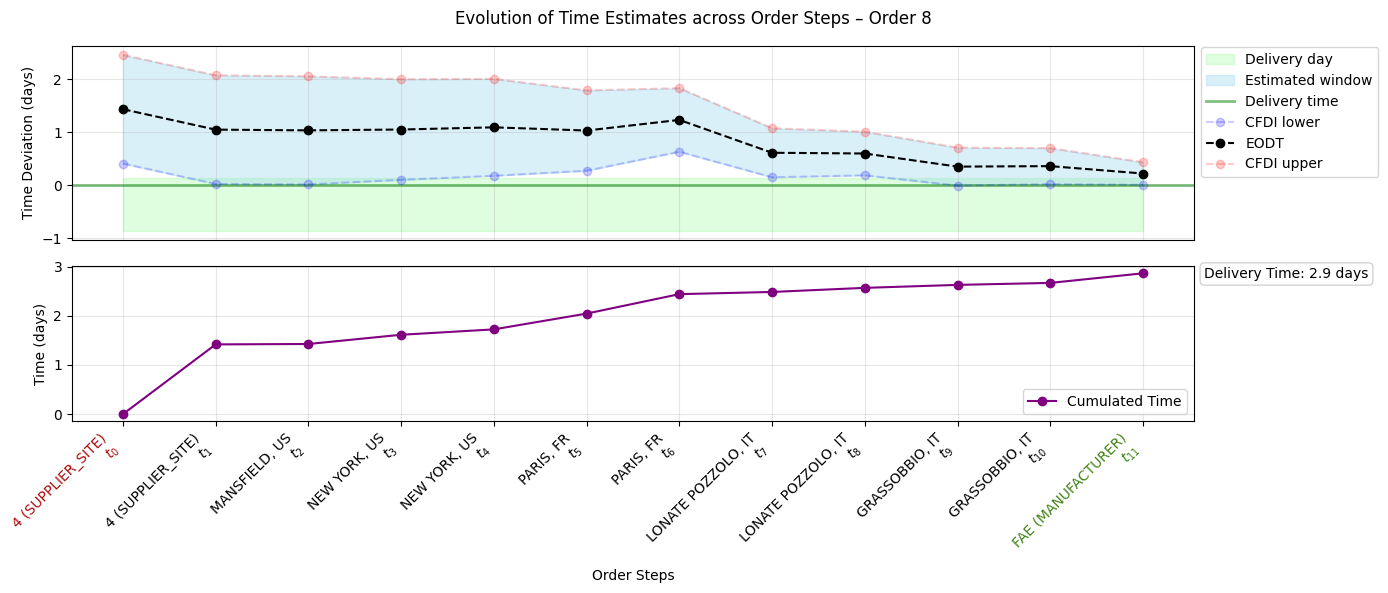 Evolution of Time Estimates across Order Steps – Order 8
Time Deviation (days)
2
1
0
−1
Delivery day
Estimated window
Delivery time
CFDI lower
EODT
CFDI upper
Time (days)
3
2
1
0
Delivery Time: 2.9 days
Cumulated Time
4 (SUPPLIER_SITE)
t0
4 (SUPPLIER_SITE)
t1
MANSFIELD, US
t2
NEW YORK, US
t3
NEW YORK, US
t4
PARIS, FR
t5
PARIS, FR
t6
LONATE POZZOLO, IT
t7
LONATE POZZOLO, IT
t8
GRASSOBBIO, IT
t9
GRASSOBBIO, IT
t10
FAE (MANUFACTURER)
t11
Order Steps